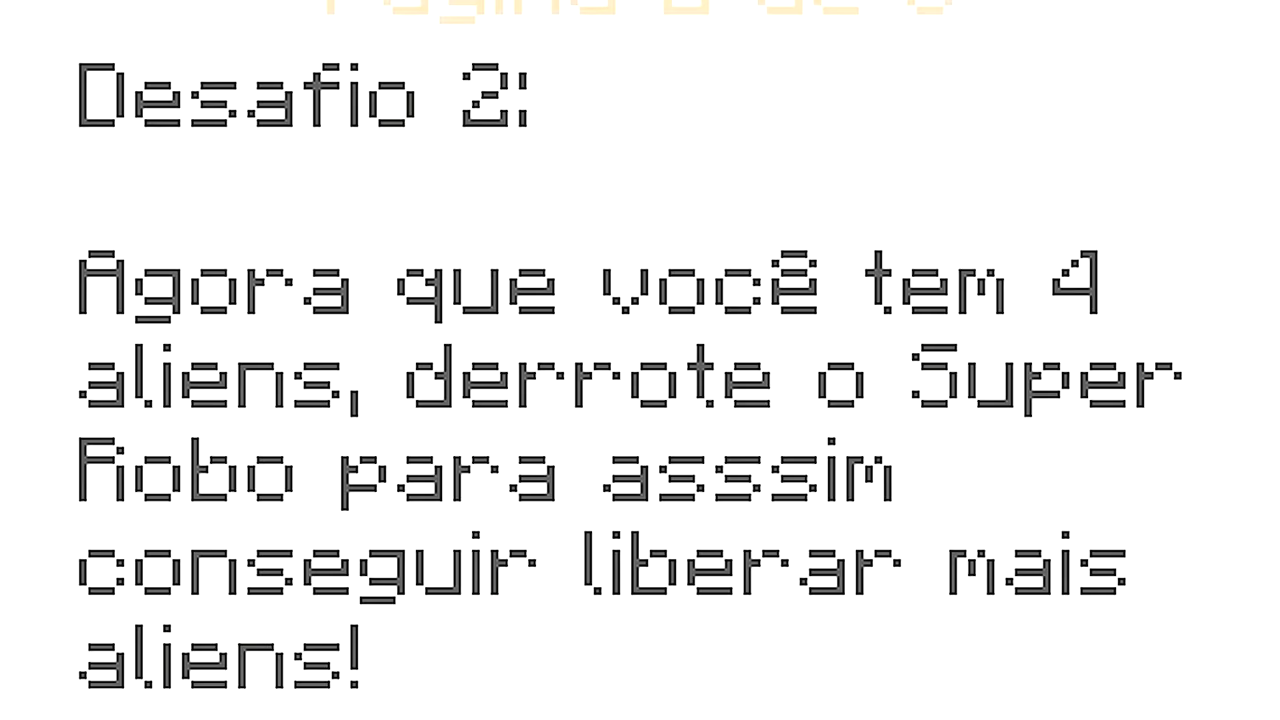 Desafio 2:
Agora que você tem 4
aliens, derrote o Super
Robo para asssim
conseguir liberar mais
aliens!